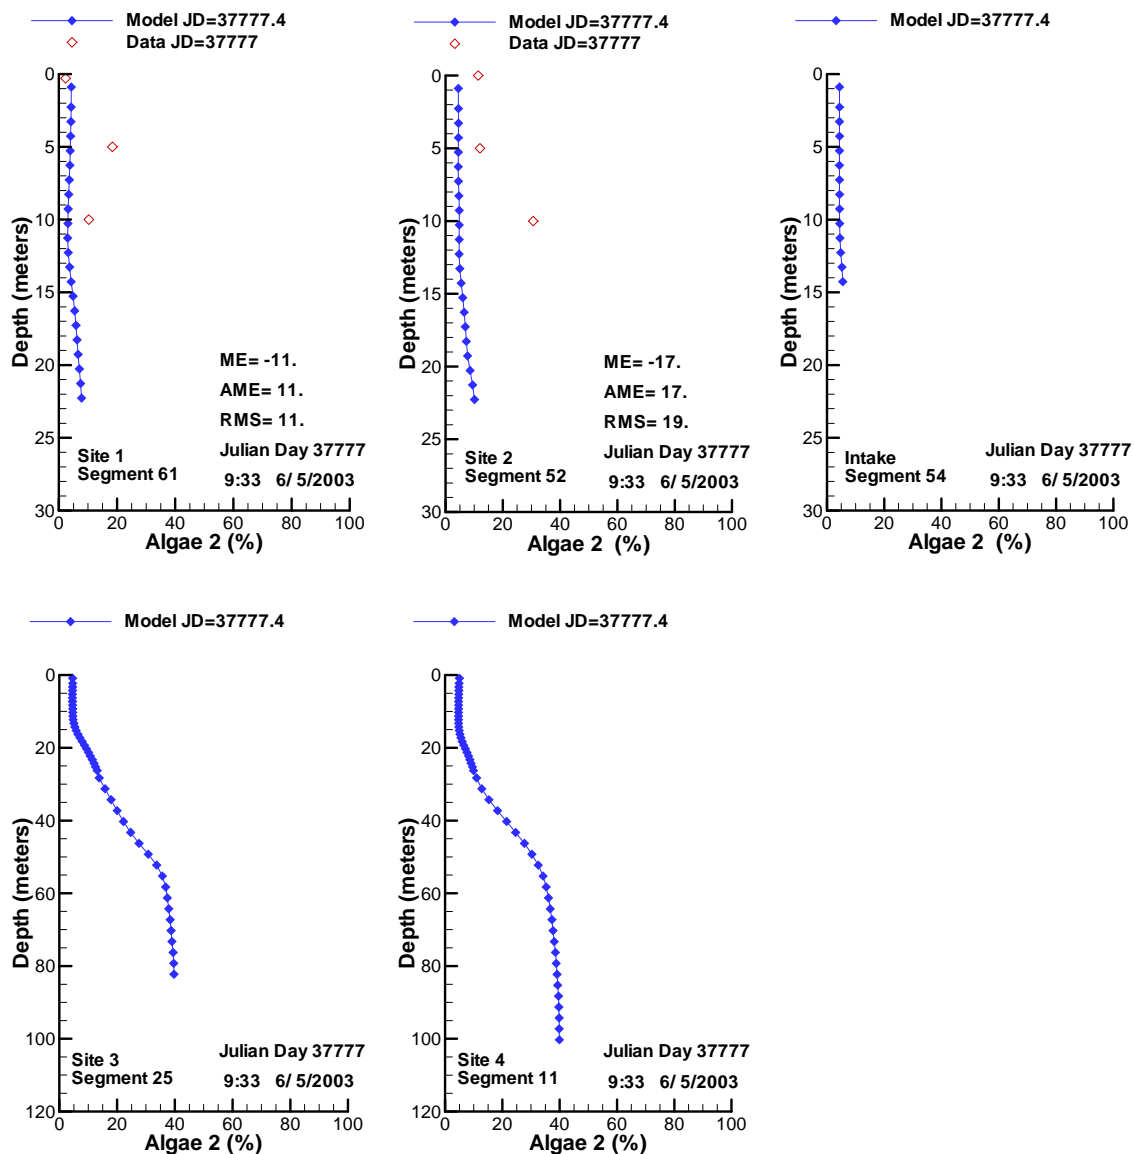 Model JD=37777.4
Data JD=37777
0
5
10
15
20
25
30
Depth (meters)
ME= -11.
AME= 11.
RMS= 11.
Site 1
Segment 61
Julian Day 37777
9:33 6/ 5/2003
0 20 40 60 80 100
Algae 2 (%)
Model JD=37777.4
Data JD=37777
0
5
10
15
20
25
30
Depth (meters)
ME= -17.
AME= 17.
RMS= 19.
Site 2
Segment 52
Julian Day 37777
9:33 6/ 5/2003
0 20 40 60 80 100
Algae 2 (%)
Model JD=37777.4
0
5
10
15
20
25
30
Depth (meters)
Intake
Segment 54
Julian Day 37777
9:33 6/ 5/2003
0 20 40 60 80 100
Algae 2 (%)
Model JD=37777.4
0
20
40
60
80
100
120
Depth (meters)
Site 3
Segment 25
Julian Day 37777
9:33 6/ 5/2003
0 20 40 60 80 100
Algae 2 (%)
Model JD=37777.4
0
20
40
60
80
100
120
Depth (meters)
Site 4
Segment 11
Julian Day 37777
9:33 6/ 5/2003
0 20 40 60 80 100
Algae 2 (%)